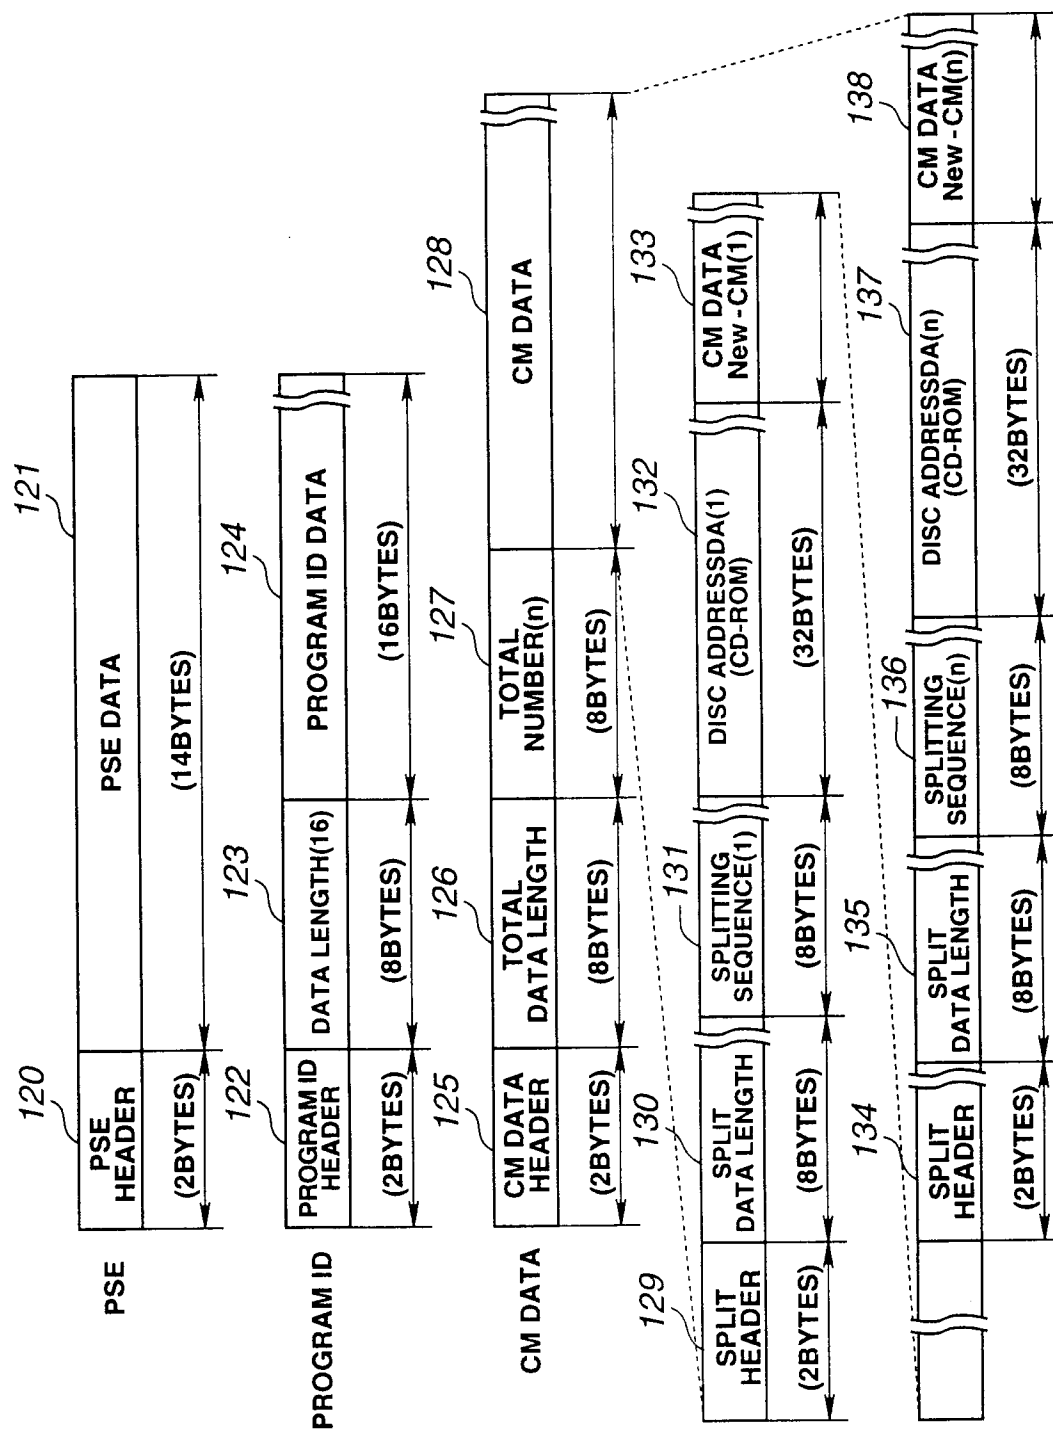 120
121
PSE
PSE
HEADER
PSE DATA
(2BYTES)
(14BYTES)
122
123
124
PROGRAM ID
PROGRAM ID
HEADER
DATA LENGTH(16)
PROGRAM ID DATA
(2BYTES)
(8BYTES)
(16BYTES)
125
126
127
128
CM DATA
CM DATA
HEADER
TOTAL
DATA LENGTH
TOTAL
NUMBER(n)
CM DATA
(2BYTES)
(8BYTES)
(8BYTES)
129
130
131
132
133
SPLIT
HEADER
SPLIT
DATA LENGTH
SPLITTING
SEQUENCE(1)
DISC ADDRESSDA(1)
(CD-ROM)
CM DATA
New -CM(1)
(2BYTES)
(8BYTES)
(8BYTES)
(32BYTES)
134
135
136
137
138
SPLIT
HEADER
SPLIT
DATA LENGTH
SPLITTING
SEQUENCE(n)
DISC ADDRESSDA(n)
(CD-ROM)
CM DATA
New -CM(n)
(2BYTES)
(8BYTES)
(8BYTES)
(32BYTES)